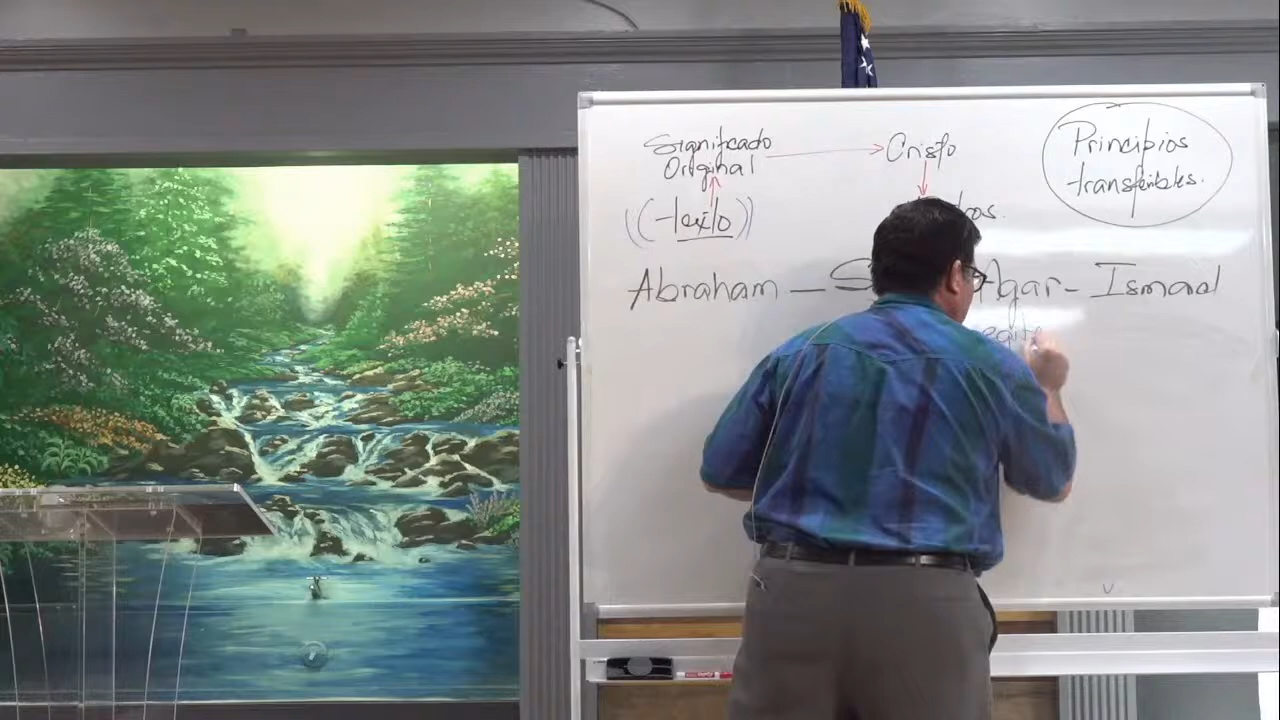 Significado
Original
Cristo
Principios
transferibles.
((texto))
Abraham - Agar - Ismael